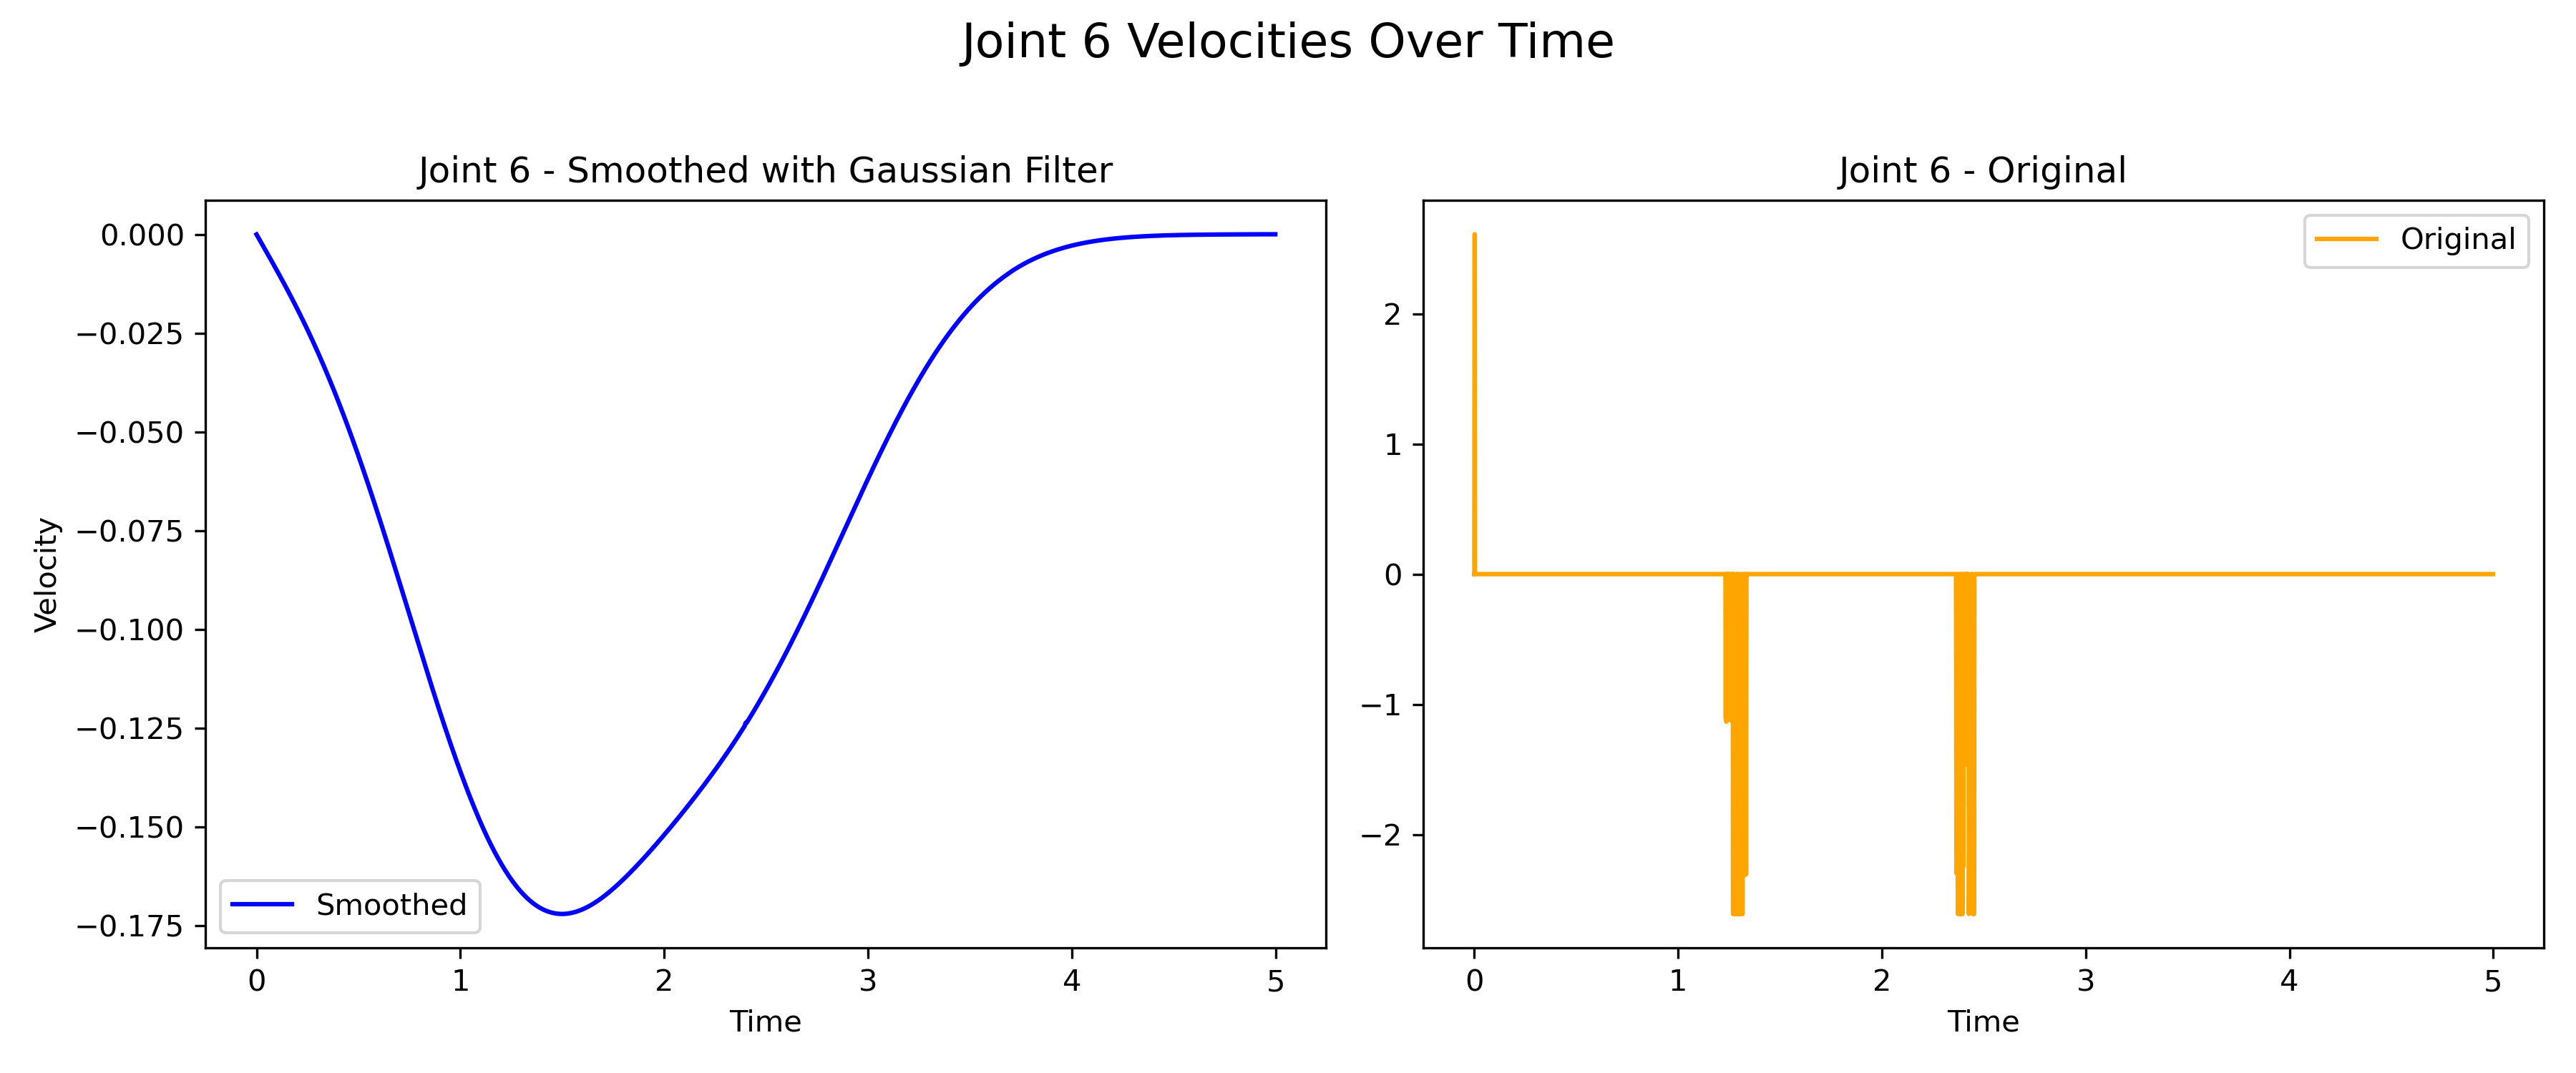 Joint 6 Velocities Over Time
Joint 6 - Smoothed with Gaussian Filter
Velocity
0.000
−0.025
−0.050
−0.075
−0.100
−0.125
−0.150
−0.175
Smoothed
0 1 2 3 4 5
Time
Joint 6 - Original
Original
2
1
0
−1
−2
0 1 2 3 4 5
Time